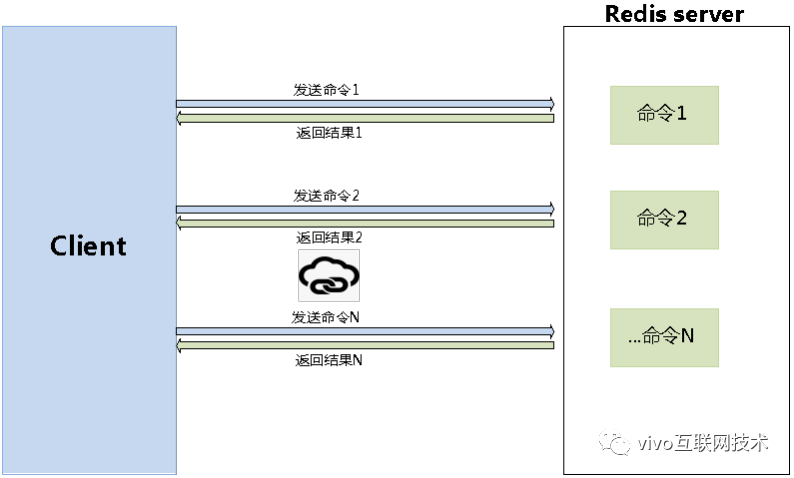 Redis server
发送命令1
返回结果1
命令1
发送命令2
返回结果2
命令2
Client
发送命令N
返回结果N
...命令N
vivo互联网技术